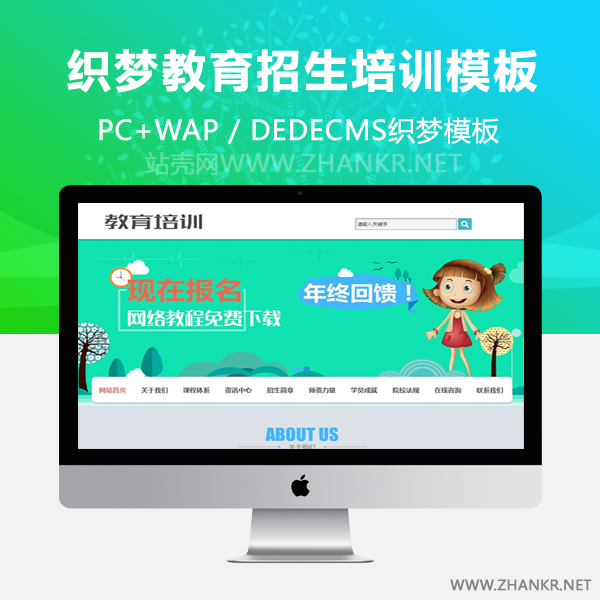 织梦教育招生培训模板
PC+WAP / DEDECMS织梦模板
站壳网WWW.ZHANKR.NET
教育培训
请输入关键字
现在报名
年终回馈！
网络教程免费下载
网站首页 关于我们 课程体系 资讯中心 招生简章 师资力量 学员成就 院校法规 在线咨询 联系我们
ABOUT US
关于我们
WWW.ZHANKR.NET